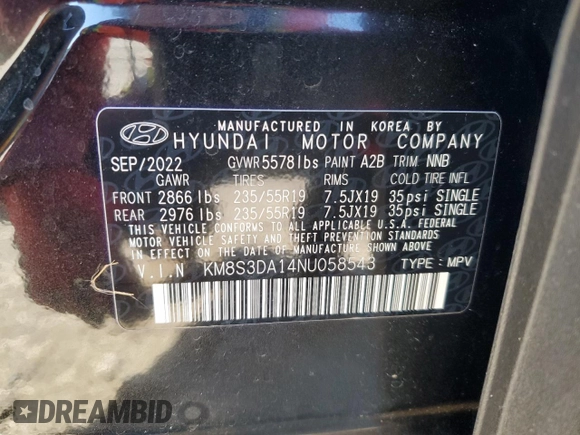 MANUFACTURED IN KOREA BY
HYUNDAI MOTOR COMPANY
SEP/2022 GVWR 5578 lbs PAINT A2B TRIM NNB
GAWR TIRES RIMS COLD TIRE INFL
FRONT 2866 lbs 235/55R19 7.5JX19 35psi SINGLE
REAR 2976 lbs 235/55R19 7.5JX19 35psi SINGLE
THIS VEHICLE CONFORMS TO ALL APPLICABLE U.S.A. FEDERAL
MOTOR VEHICLE SAFETY AND THEFT PREVENTION STANDARDS
IN EFFECT ON THE DATE OF MANUFACTURE SHOWN ABOVE.
V.I.N KM8S3DA14NU058543 TYPE: MPV
DREAMBID